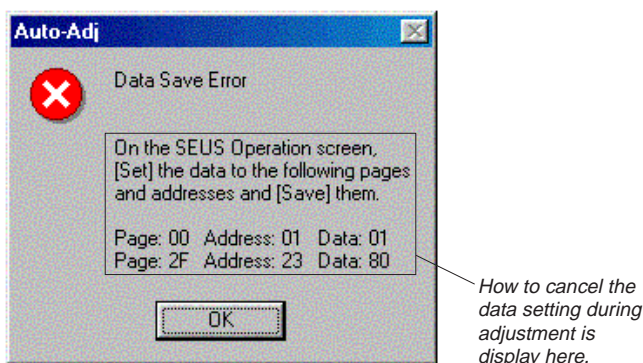 Auto-Adj
Data Save Error
On the SEUS Operation screen,
[Set] the data to the following pages
and addresses and [Save] them.
Page: 00 Address: 01 Data: 01
Page: 2F Address: 23 Data: 80
OK
How to cancel the
data setting during
adjustment is
display here.